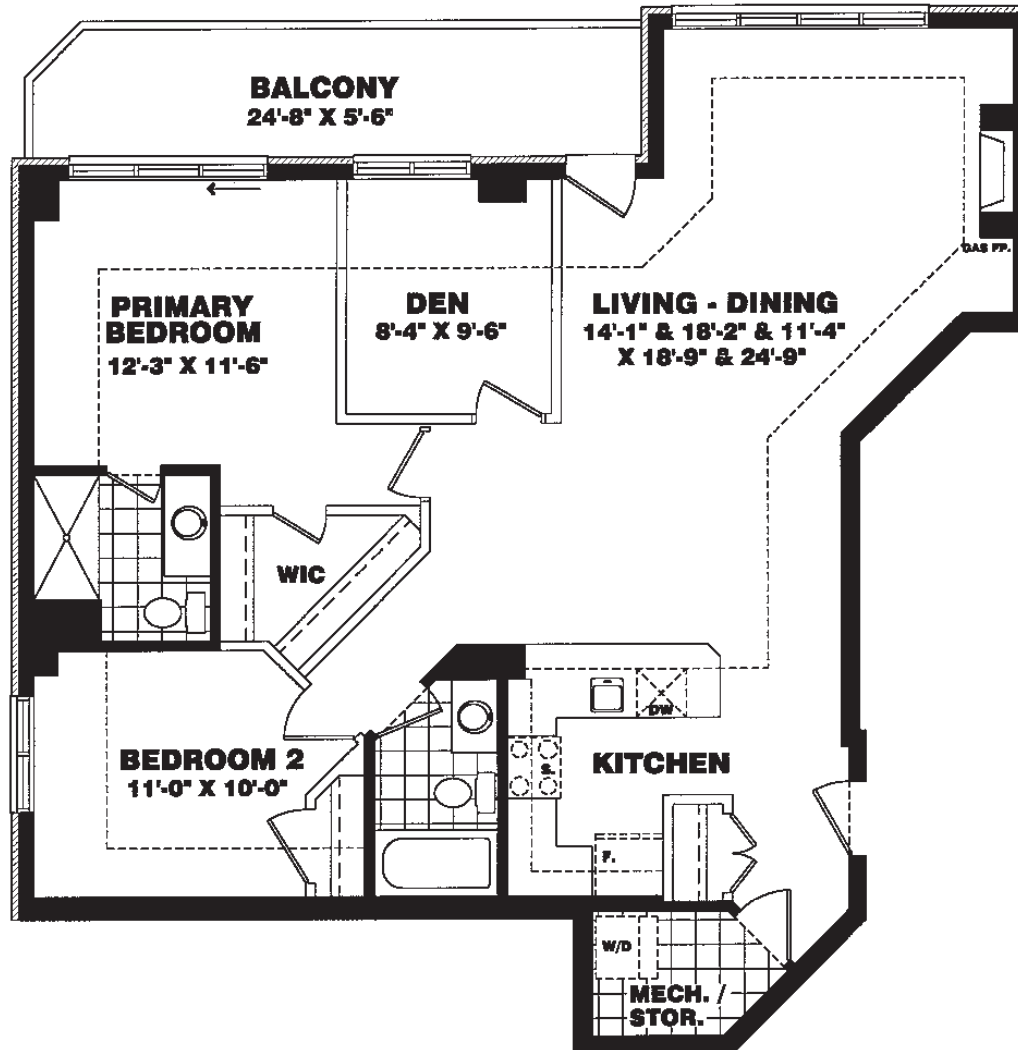 BALCONY
24'-8" X 5'-6"
GAS FP.
PRIMARY
BEDROOM
12'-3" X 11'-6"
DEN
8'-4" X 9'-6"
LIVING - DINING
14'-1" & 18'-2" & 11'-4"
X 18'-9" & 24'-9"
WIC
DW
BEDROOM 2
11'-0" X 10'-0"
S.
KITCHEN
F.
W/D
MECH. /
STOR.